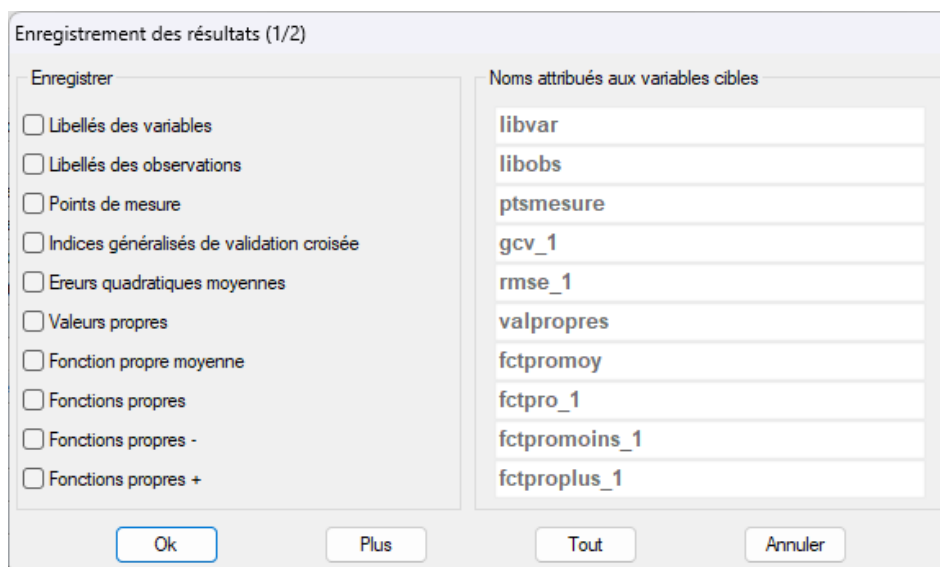 Enregistrement des résultats (1/2)
Enregistrer
Noms attribués aux variables cibles
Libellés des variables
libvar
Libellés des observations
libobs
Points de mesure
ptsmesure
Indices généralisés de validation croisée
gcv_1
Ereurs quadratiques moyennes
rmse_1
Valeurs propres
valpropres
Fonction propre moyenne
fctpromoy
Fonctions propres
fctpro_1
Fonctions propres -
fctpromoins_1
Fonctions propres +
fctproplus_1
Ok
Plus
Tout
Annuler